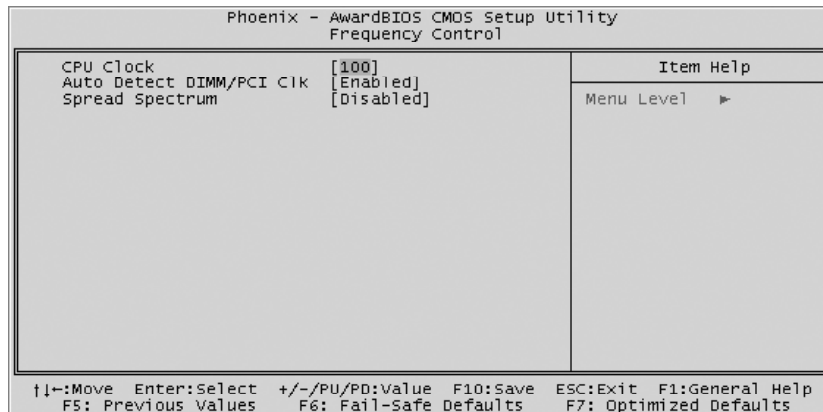 Phoenix - AwardBIOS CMOS Setup Utility
Frequency Control
CPU Clock [100]
Auto Detect DIMM/PCI Clk [Enabled]
Spread Spectrum [Disabled]
Item Help
Menu Level ►
↑↓←:Move Enter:Select +/-/PU/PD:Value F10:Save ESC:Exit F1:General Help
F5: Previous Values F6: Fail-Safe Defaults F7: Optimized Defaults